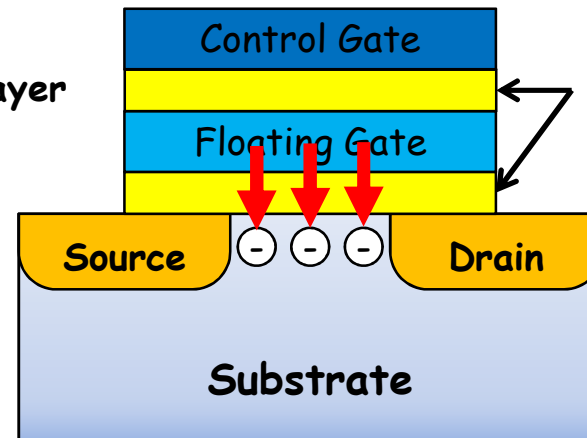 Control Gate
ayer
Floating Gate
- - -
Source
Drain
Substrate